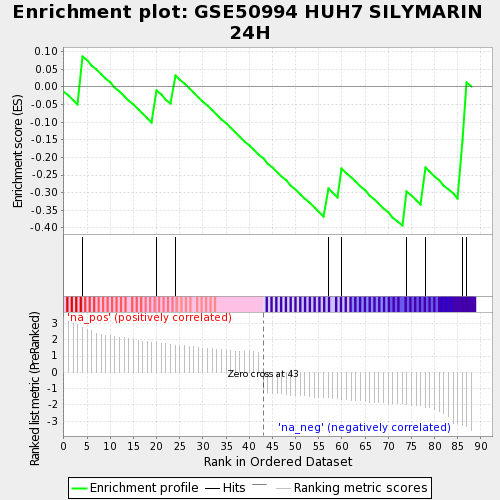 Enrichment plot: GSE50994 HUH7 SILYMARIN
24H
Enrichment score (ES)
0.10
0.05
0.00
-0.05
-0.10
-0.15
-0.20
-0.25
-0.30
-0.35
-0.40
'na_pos' (positively correlated)
Ranked list metric (PreRanked)
3
2
1
0
-1
-2
-3
Zero cross at 43
'na_neg' (negatively correlated)
0 5 10 15 20 25 30 35 40 45 50 55 60 65 70 75 80 85 90
Rank in Ordered Dataset
Enrichment profile Hits Ranking metric scores